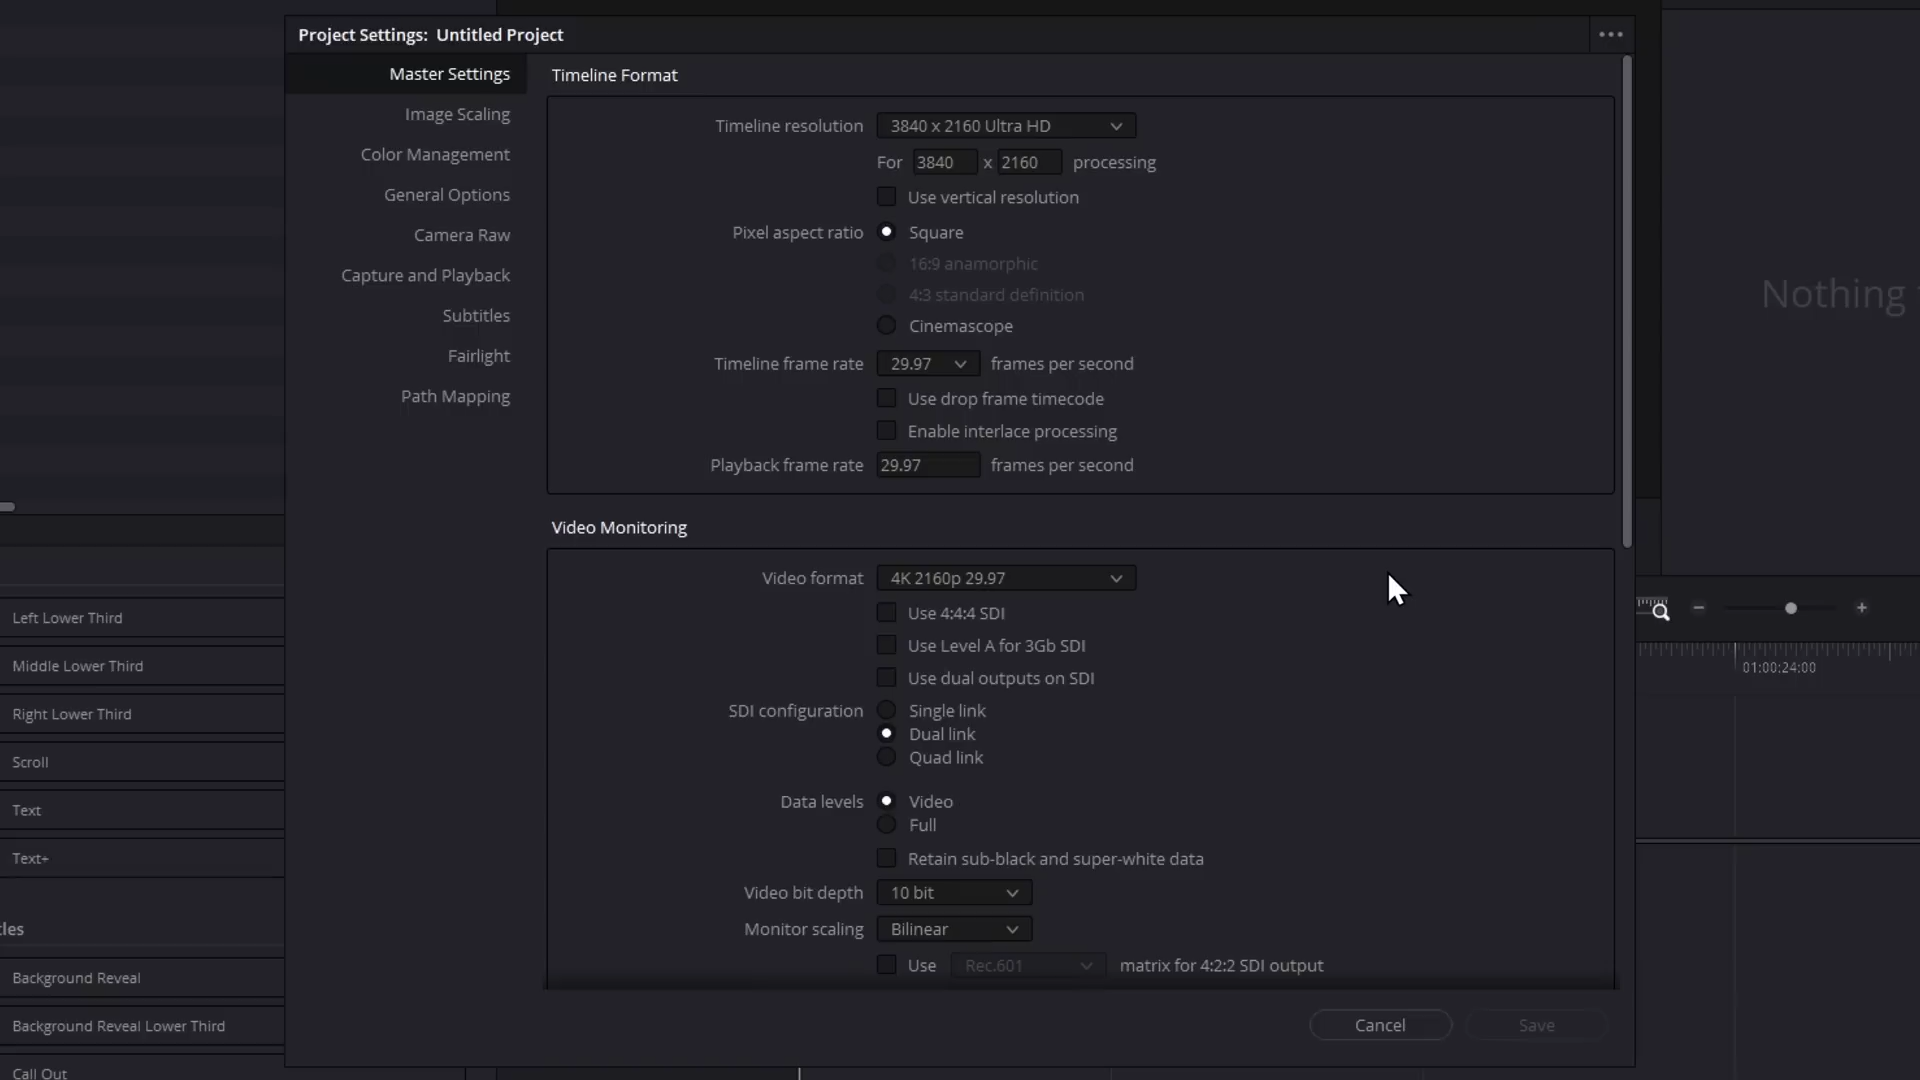 Project Settings: Untitled Project
Master Settings
Image Scaling
Color Management
General Options
Camera Raw
Capture and Playback
Subtitles
Fairlight
Path Mapping
Timeline Format
Timeline resolution 3840 x 2160 Ultra HD
For 3840 x 2160 processing
Use vertical resolution
Pixel aspect ratio Square
16:9 anamorphic
4:3 standard definition
Cinemascope
Timeline frame rate 29.97 frames per second
Use drop frame timecode
Enable interlace processing
Playback frame rate 29.97 frames per second
Video Monitoring
Video format 4K 2160p 29.97
Use 4:4:4 SDI
Use Level A for 3Gb SDI
Use dual outputs on SDI
SDI configuration Single link
Dual link
Quad link
Data levels Video
Full
Retain sub-black and super-white data
Video bit depth 10 bit
Monitor scaling Bilinear
Use Rec.601 matrix for 4:2:2 SDI output
Cancel Save
Left Lower Third
Middle Lower Third
Right Lower Third
Scroll
Text
Text+
Background Reveal
Background Reveal Lower Third
Call Out
Nothing
01:00:24:00